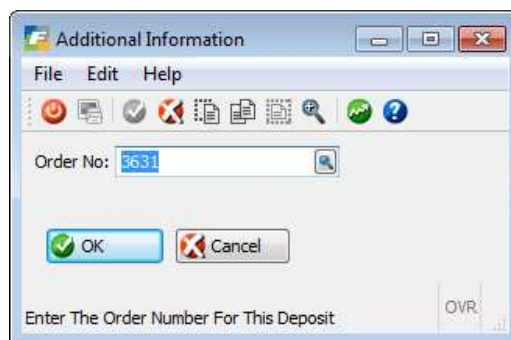 Additional Information
File Edit Help
Order No: 3631
OK Cancel
Enter The Order Number For This Deposit OVR